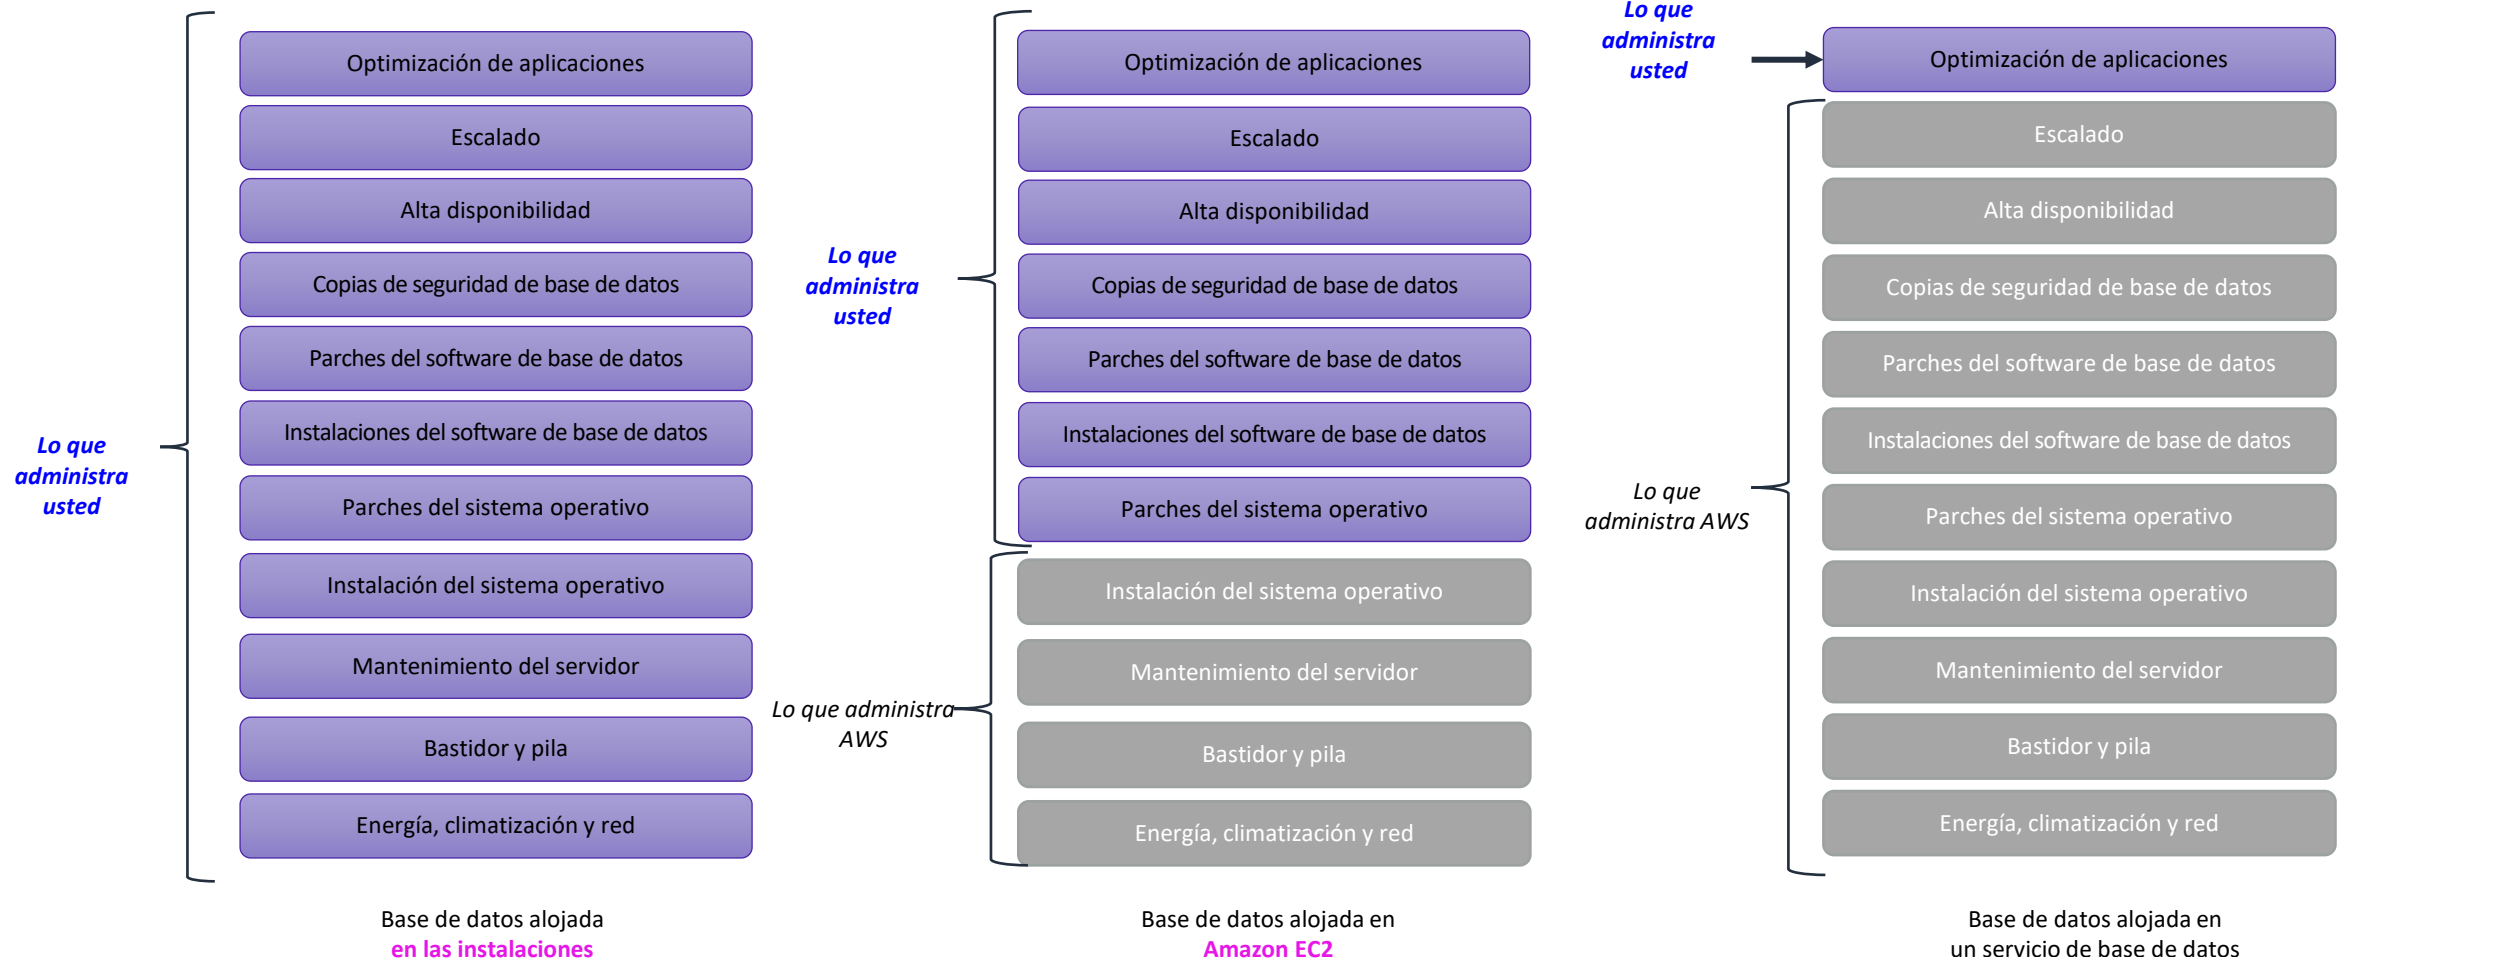 Lo que
administra
usted
Optimización de aplicaciones
Escalado
Alta disponibilidad
Copias de seguridad de base de datos
Parches del software de base de datos
Instalaciones del software de base de datos
Parches del sistema operativo
Instalación del sistema operativo
Mantenimiento del servidor
Bastidor y pila
Energía, climatización y red
Base de datos alojada
en las instalaciones
Lo que
administra
usted
Optimización de aplicaciones
Escalado
Alta disponibilidad
Copias de seguridad de base de datos
Parches del software de base de datos
Instalaciones del software de base de datos
Parches del sistema operativo
Lo que administra
AWS
Instalación del sistema operativo
Mantenimiento del servidor
Bastidor y pila
Energía, climatización y red
Base de datos alojada en
Amazon EC2
Lo que
administra
usted
Optimización de aplicaciones
Lo que
administra AWS
Escalado
Alta disponibilidad
Copias de seguridad de base de datos
Parches del software de base de datos
Instalaciones del software de base de datos
Parches del sistema operativo
Instalación del sistema operativo
Mantenimiento del servidor
Bastidor y pila
Energía, climatización y red
Base de datos alojada en
un servicio de base de datos